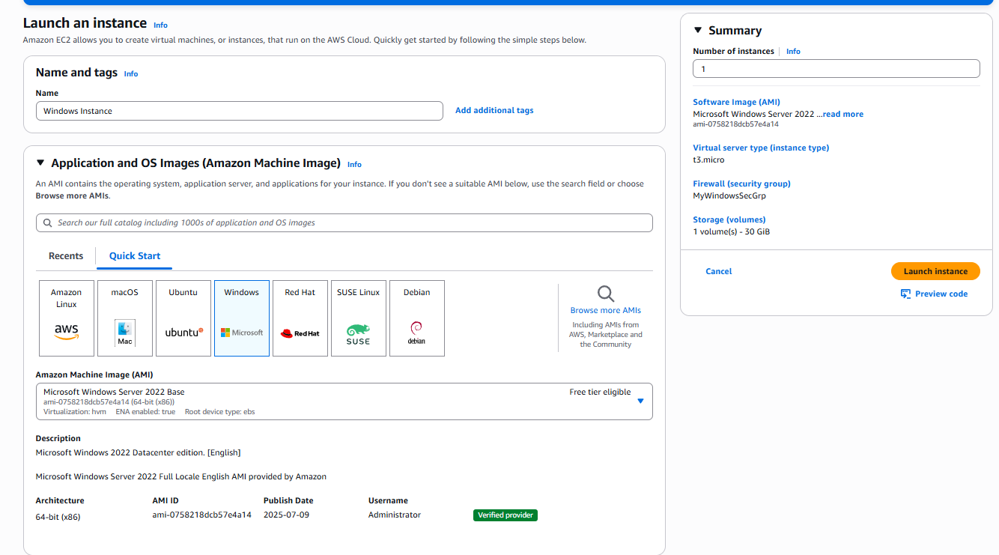 Launch an instance Info
Amazon EC2 allows you to create virtual machines, or instances, that run on the AWS Cloud. Quickly get started by following the simple steps below.
Name and tags Info
Name
Windows Instance
Add additional tags
Application and OS Images (Amazon Machine Image) Info
An AMI contains the operating system, application server, and applications for your instance. If you don't see a suitable AMI below, use the search field or choose
Browse more AMIs.
Search our full catalog including 1000s of application and OS images
Recents
Quick Start
Amazon
Linux
aws
macOS
Mac
Ubuntu
ubuntu
Windows
Microsoft
Red Hat
Red Hat
SUSE Linux
SUSE
Debian
debian
Browse more AMIs
Including AMIs from
AWS, Marketplace and
the Community
Amazon Machine Image (AMI)
Microsoft Windows Server 2022 Base
Free tier eligible
ami-0758218dcb57e4a14 (64-bit (x86))
Virtualization: hvm ENA enabled: true Root device type: ebs
Description
Microsoft Windows 2022 Datacenter edition. [English]
Microsoft Windows Server 2022 Full Locale English AMI provided by Amazon
Architecture
64-bit (x86)
AMI ID
ami-0758218dcb57e4a14
Publish Date
2025-07-09
Username
Administrator
Verified provider
Summary
Number of instances Info
1
Software Image (AMI)
Microsoft Windows Server 2022 ...read more
ami-0758218dcb57e4a14
Virtual server type (instance type)
t3.micro
Firewall (security group)
MyWindowsSecGrp
Storage (volumes)
1 volume(s) - 30 GiB
Cancel
Launch instance
Preview code